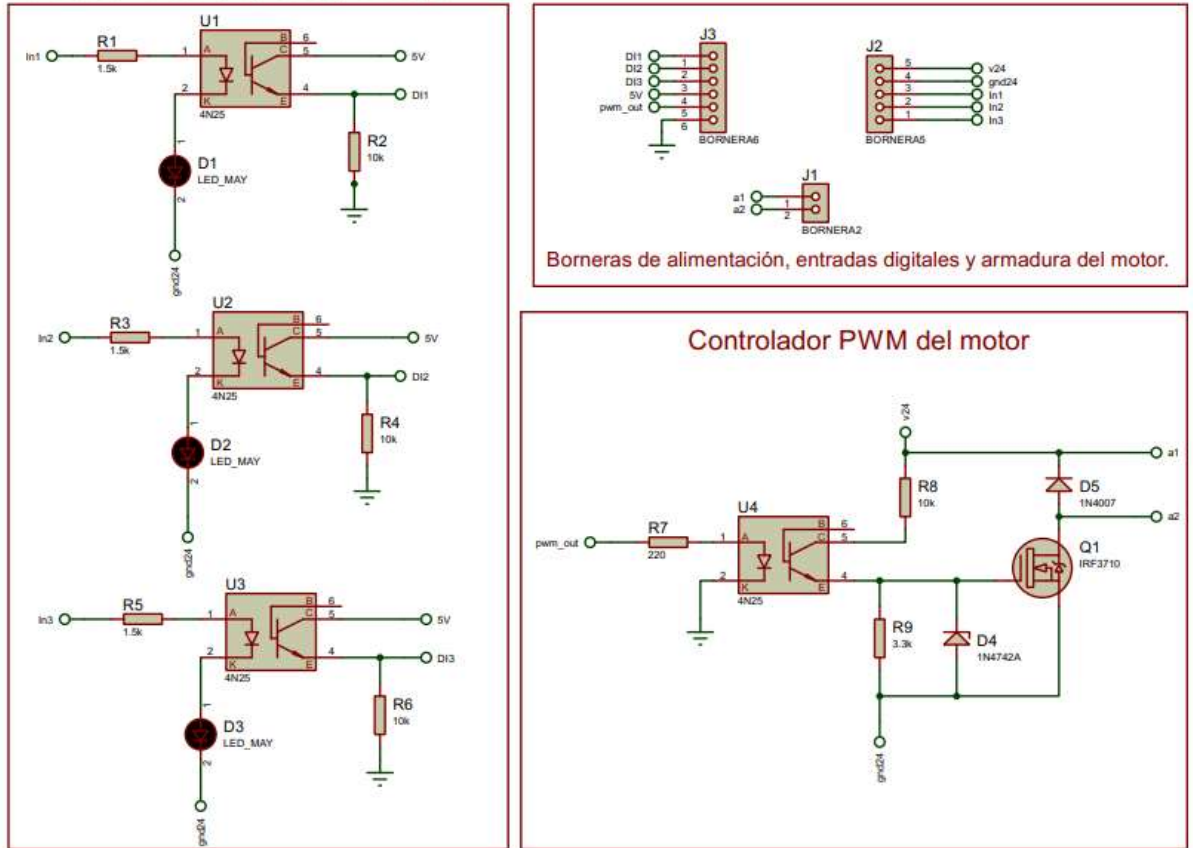 U1
In1
R1
1.5k
1
A
B
6
C
5
5V
2
K
E
4
DI1
4N25
R2
10k
1
D1
LED_MAY
2
gnd24
U2
In2
R3
1.5k
1
A
B
6
C
5
5V
2
K
E
4
DI2
4N25
R4
10k
1
D2
LED_MAY
2
gnd24
U3
In3
R5
1.5k
1
A
B
6
C
5
5V
2
K
E
4
DI3
4N25
R6
10k
1
D3
LED_MAY
2
gnd24
J3
DI1
1
DI2
2
DI3
3
5V
4
pwm_out
5
6
BORNERA6
J2
5
v24
4
gnd24
3
In1
2
In2
1
In3
BORNERA5
J1
a1
1
a2
2
BORNERA2
Borneras de alimentación, entradas digitales y armadura del motor.
Controlador PWM del motor
v24
a1
R8
10k
D5
1N4007
a2
U4
pwm_out
R7
220
1
A
B
6
C
5
2
K
E
4
4N25
Q1
IRF3710
R9
3.3k
D4
1N4742A
gnd24